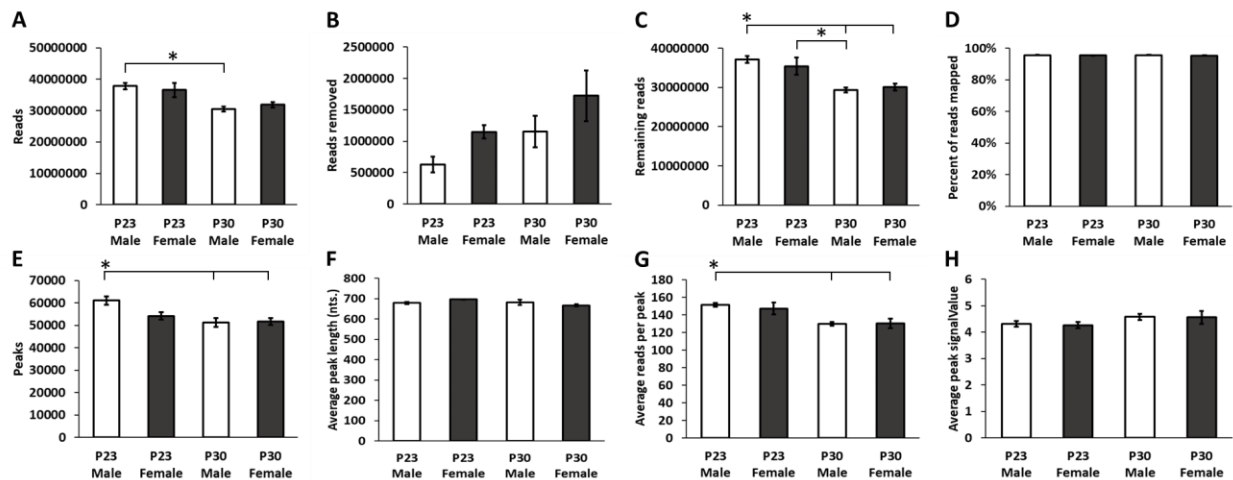 A
Reads
50000000
40000000
30000000
20000000
10000000
0
*
P23 P23 P30 P30
Male Female Male Female
B
Reads removed
2500000
2000000
1500000
1000000
500000
0
P23 P23 P30 P30
Male Female Male Female
C
Remaining reads
40000000
30000000
20000000
10000000
0
*
*
P23 P23 P30 P30
Male Female Male Female
D
Percent of reads mapped
100%
80%
60%
40%
20%
0%
P23 P23 P30 P30
Male Female Male Female
E
Peaks
70000
60000
50000
40000
30000
20000
10000
0
*
P23 P23 P30 P30
Male Female Male Female
F
Average peak length (nts.)
800
700
600
500
400
300
200
100
0
P23 P23 P30 P30
Male Female Male Female
G
Average reads per peak
180
160
140
120
100
80
60
40
20
0
*
P23 P23 P30 P30
Male Female Male Female
H
Average peak signalValue
6
5
4
3
2
1
0
P23 P23 P30 P30
Male Female Male Female